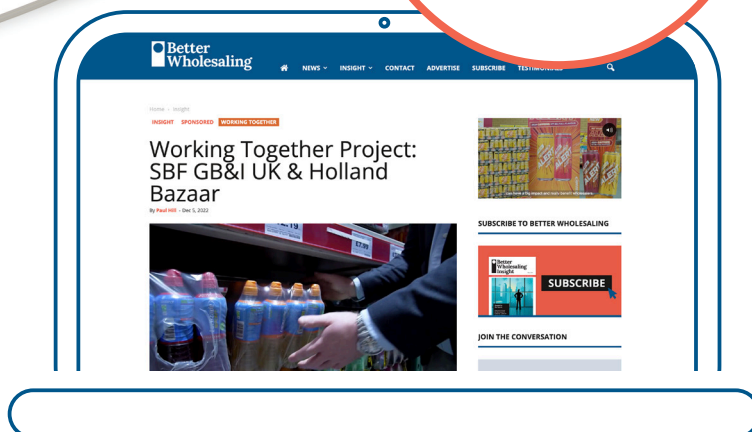 Better
Wholesaling
NEWS INSIGHT CONTACT ADVERTISE SUBSCRIBE TESTIMONIALS
Home Insight
INSIGHT SPONSORED WORKING TOGETHER
Working Together Project:
SBF GB&I UK & Holland
Bazaar
By Paul Hill - Dec 5, 2022
£7.99
SUBSCRIBE TO BETTER WHOLESALING
Better
Wholesaling
Insight
SUBSCRIBE
JOIN THE CONVERSATION